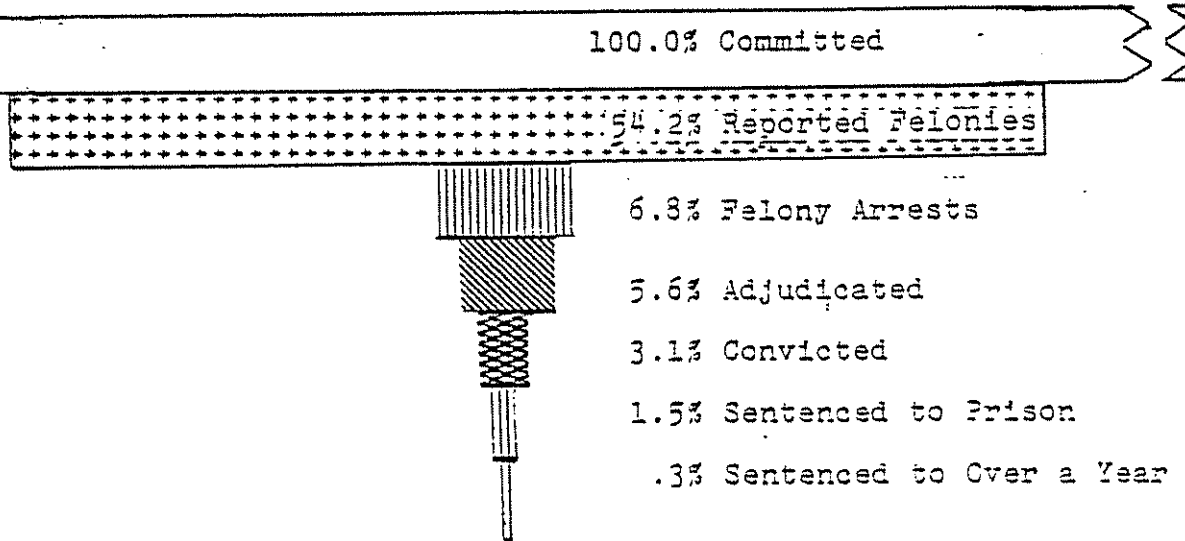 100.0% Committed
54.2% Reported Felonies
6.8% Felony Arrests
5.6% Adjudicated
3.1% Convicted
1.5% Sentenced to Prison
.3% Sentenced to Over a Year